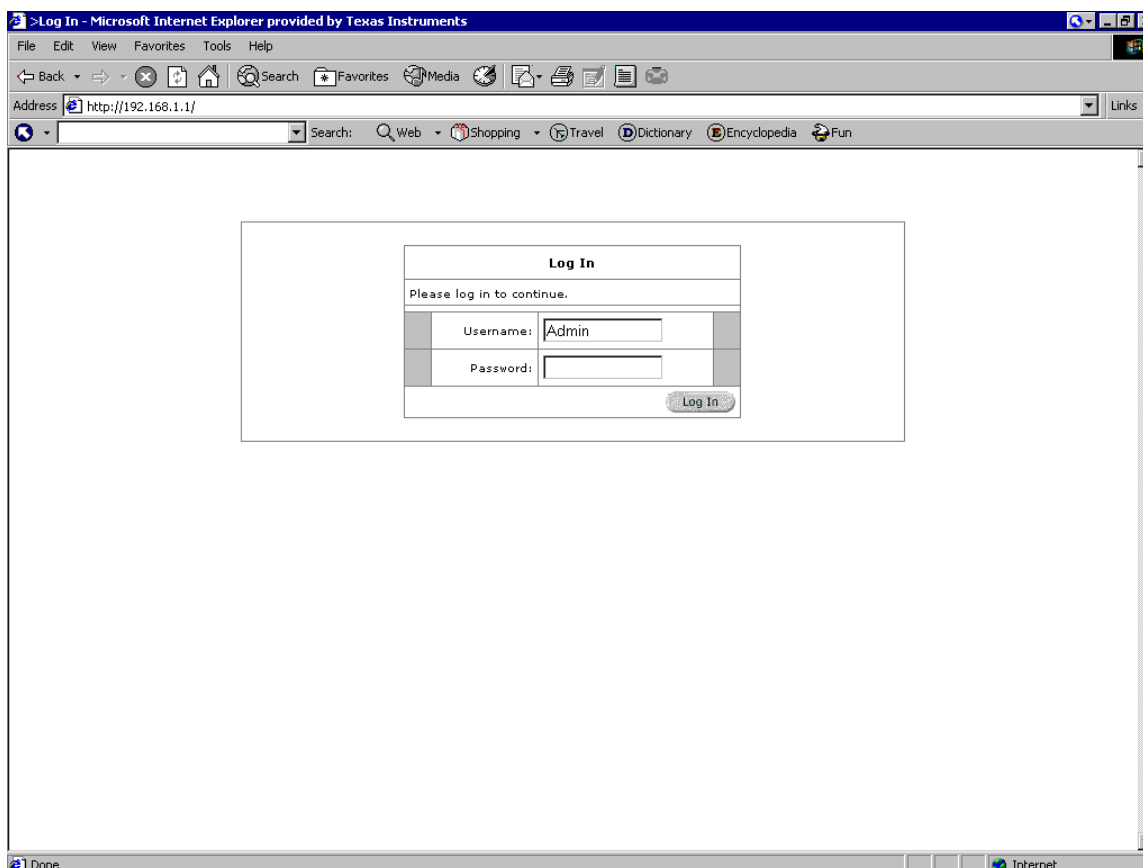 >Log In - Microsoft Internet Explorer provided by Texas Instruments
File Edit View Favorites Tools Help
Back Search Favorites Media
Address http://192.168.1.1/ Links
Search: Web Shopping Travel Dictionary Encyclopedia Fun
Log In
Please log in to continue.
Username: Admin
Password:
Log In
Done Internet